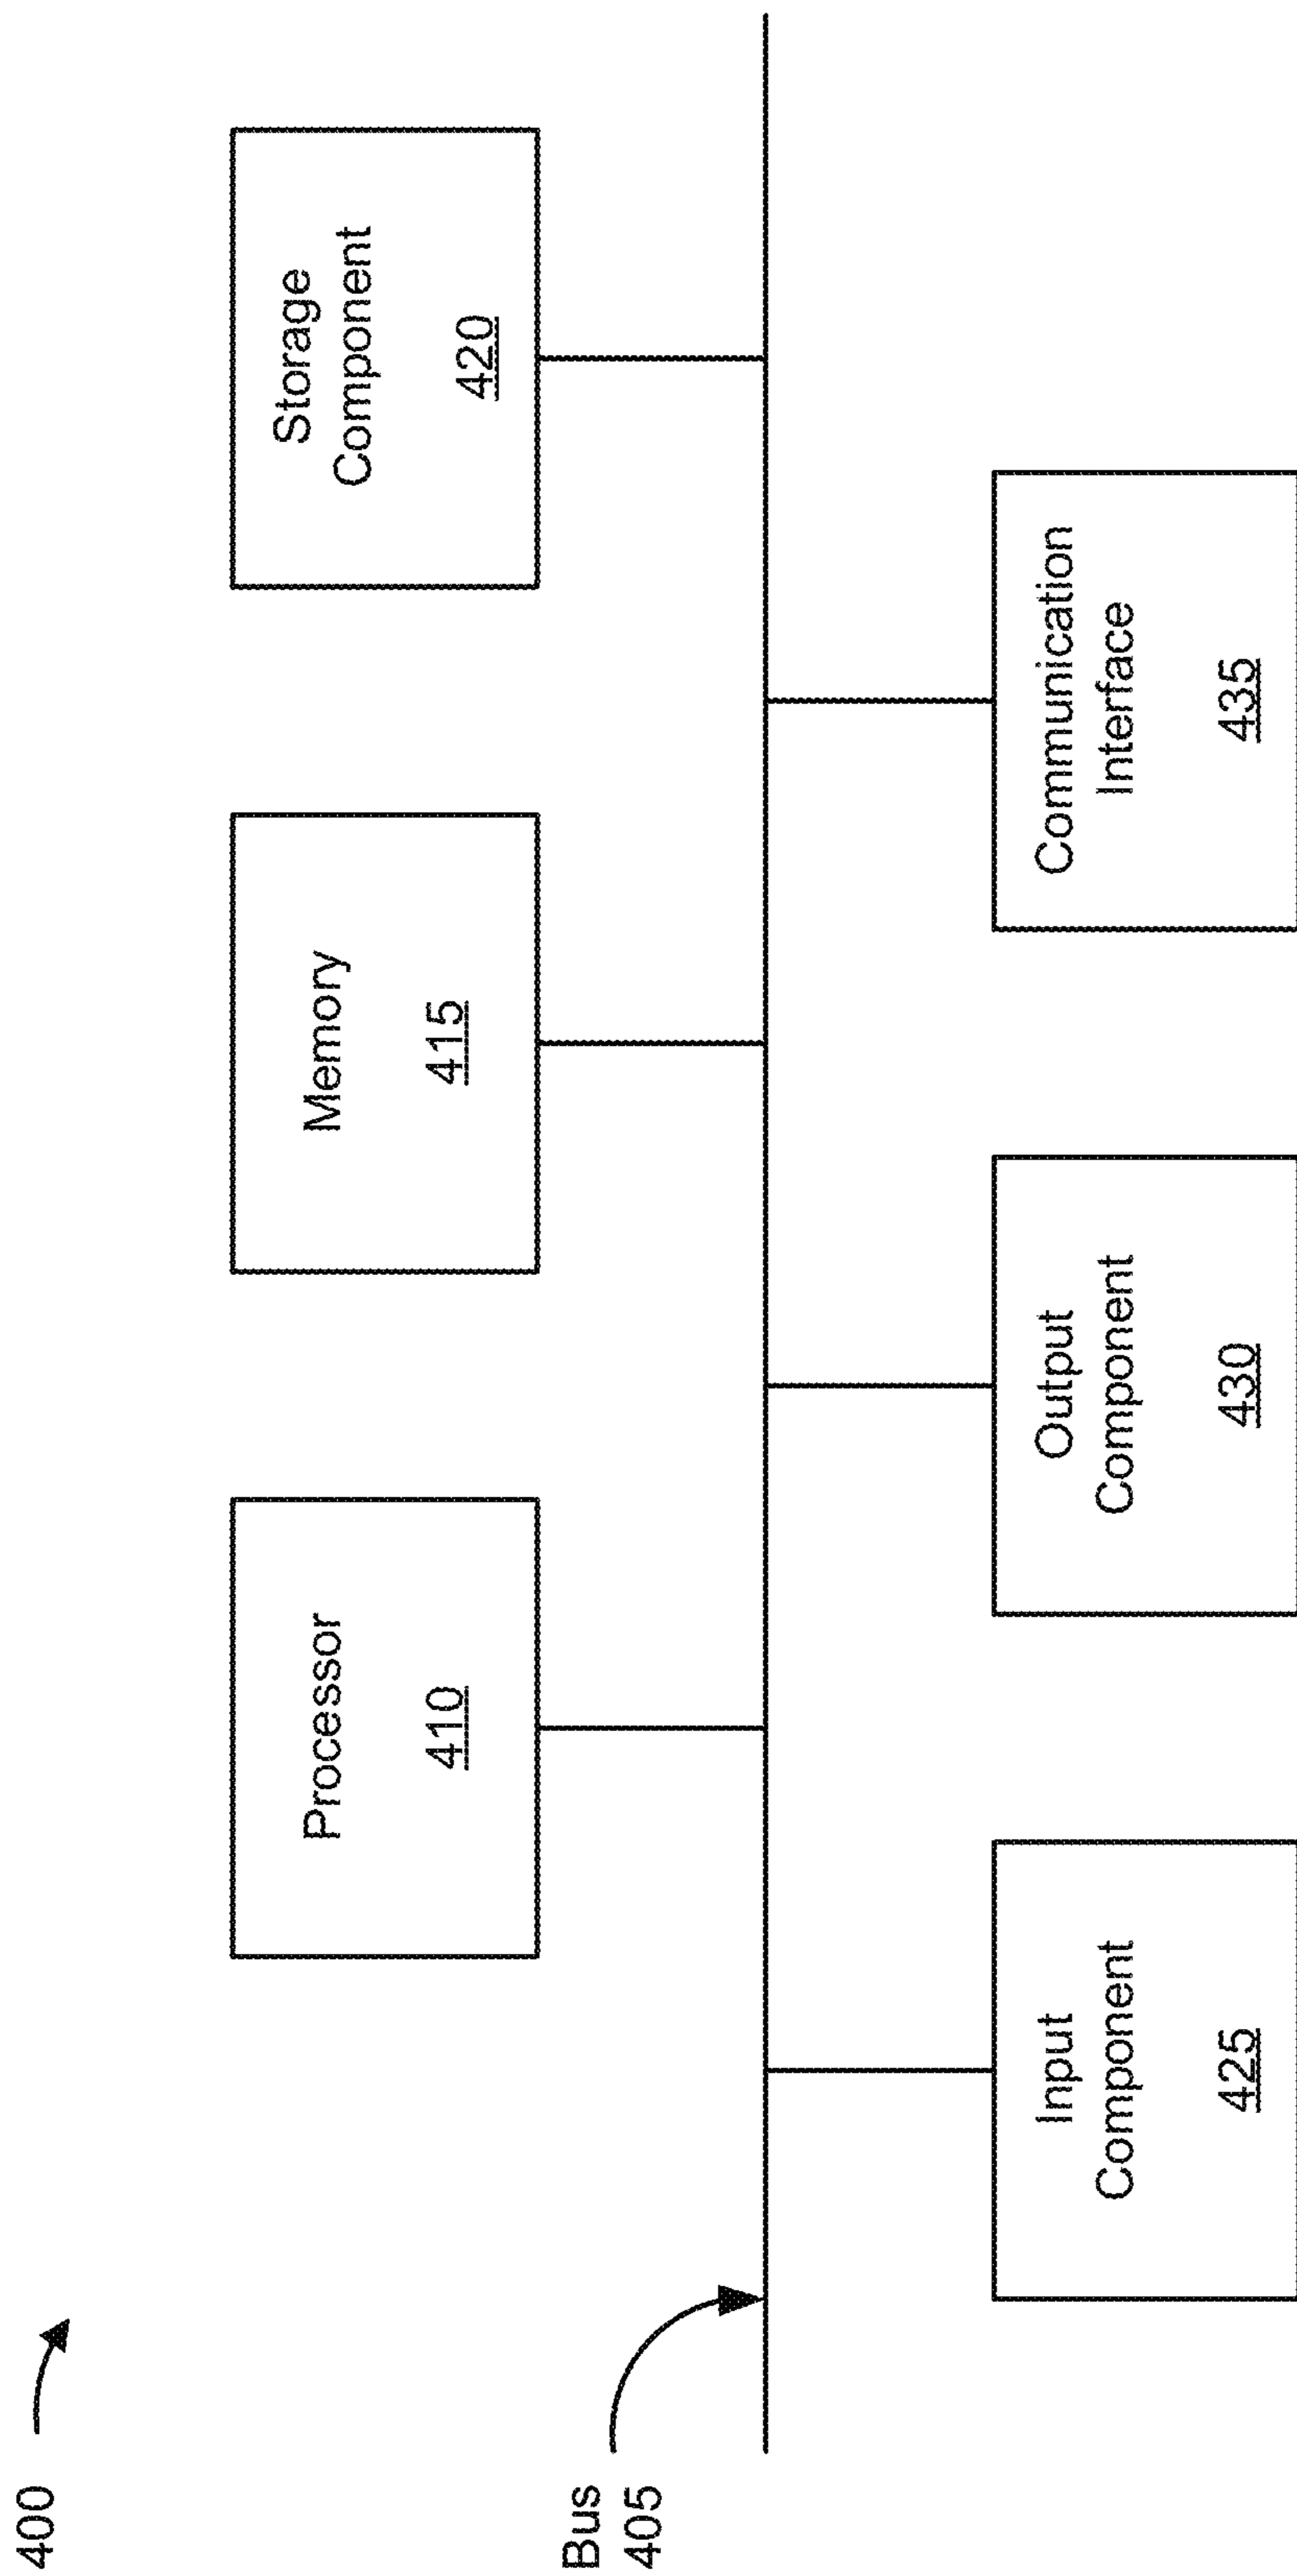 400
Bus
405
Processor
410
Memory
415
Storage
Component
420
Input
Component
425
Output
Component
430
Communication
Interface
435